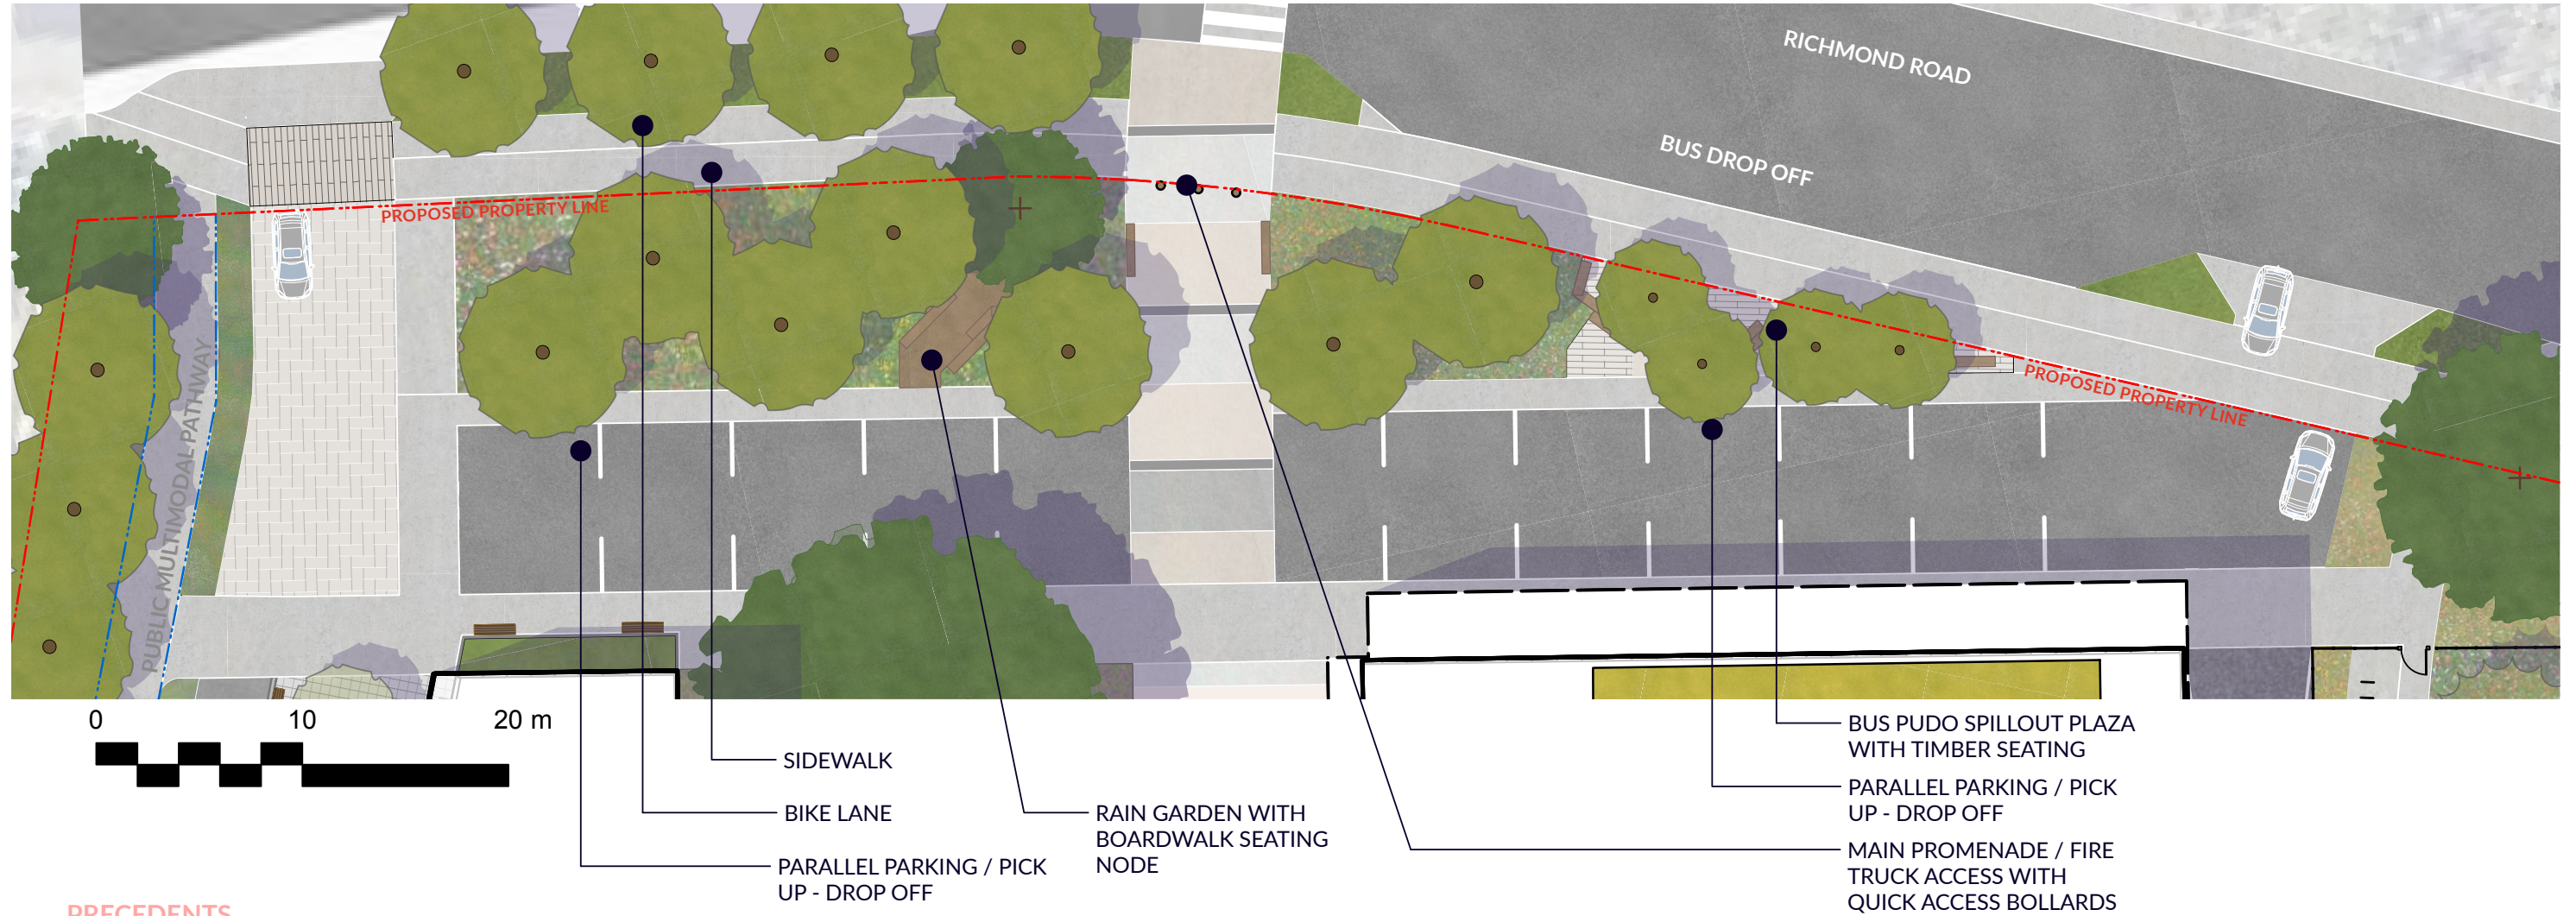 RICHMOND ROAD
BUS DROP OFF
PROPOSED PROPERTY LINE
PUBLIC MULTIMODAL PATHWAY
PROPOSED PROPERTY LINE
0 10 20 m
SIDEWALK
BIKE LANE
PARALLEL PARKING / PICK
UP - DROP OFF
RAIN GARDEN WITH
BOARDWALK SEATING
NODE
BUS PUDO SPILLOUT PLAZA
WITH TIMBER SEATING
PARALLEL PARKING / PICK
UP - DROP OFF
MAIN PROMENADE / FIRE
TRUCK ACCESS WITH
QUICK ACCESS BOLLARDS
PRECEDENTS